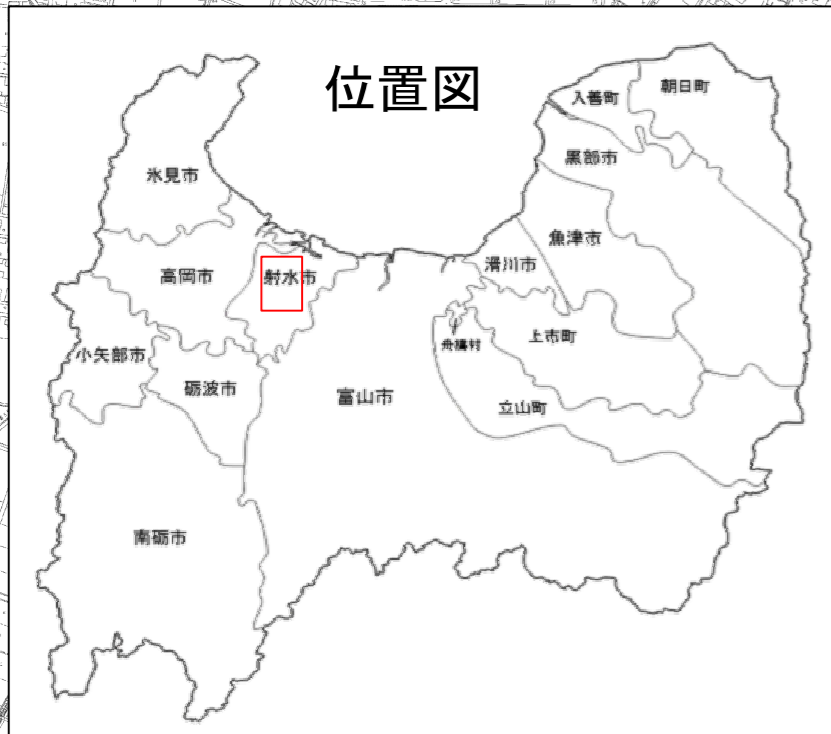 位置図
入善町
朝日町
黒部市
氷見市
魚津市
滑川市
高岡市
射水市
上市町
舟橋村
小矢部市
砺波市
富山市
立山町
南砺市